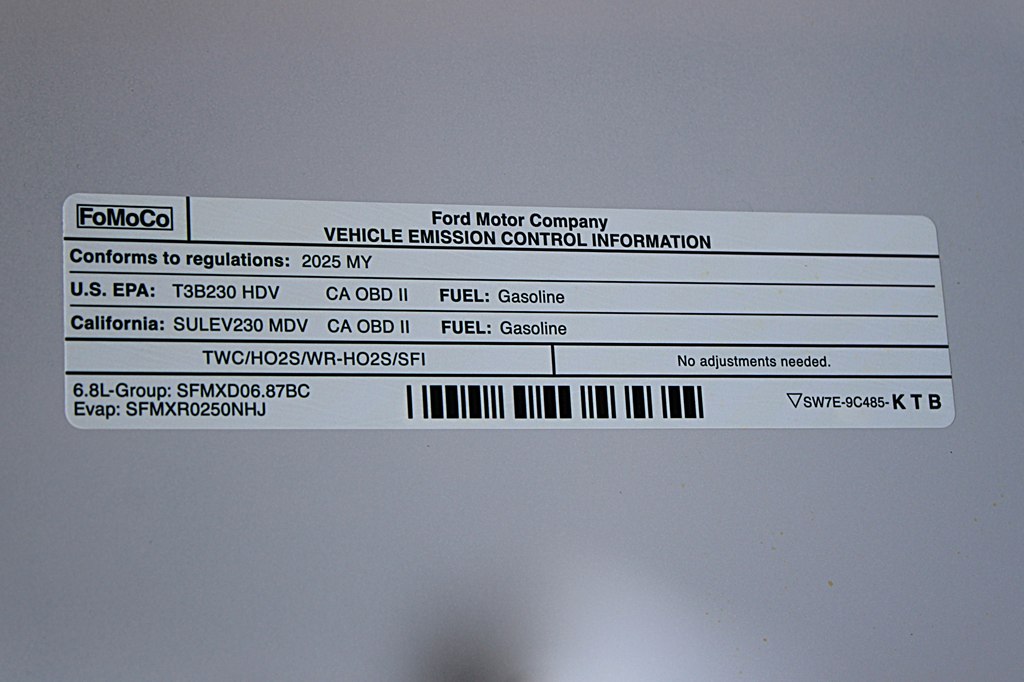 FoMoCo
Ford Motor Company
VEHICLE EMISSION CONTROL INFORMATION
Conforms to regulations: 2025 MY
U.S. EPA: T3B230 HDV CA OBD II FUEL: Gasoline
California: SULEV230 MDV CA OBD II FUEL: Gasoline
TWC/HO2S/WR-HO2S/SFI
No adjustments needed.
6.8L-Group: SFMXD06.87BC
Evap: SFMXR0250NHJ
▽SW7E-9C485-KTB